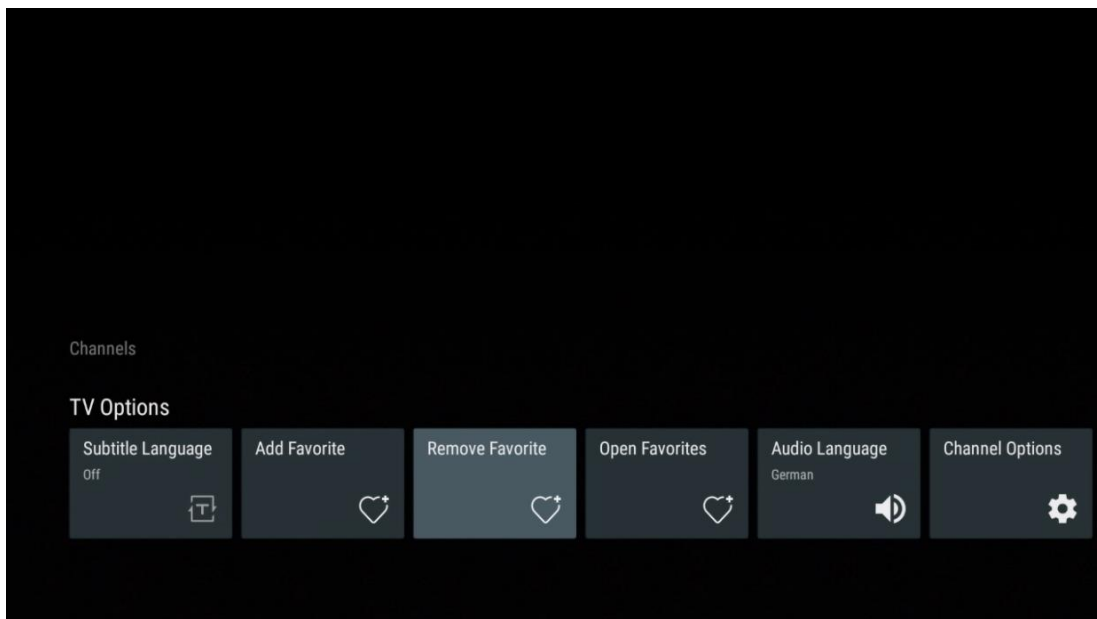 Channels
TV Options
Subtitle Language
Off
Add Favorite
Remove Favorite
Open Favorites
Audio Language
German
Channel Options